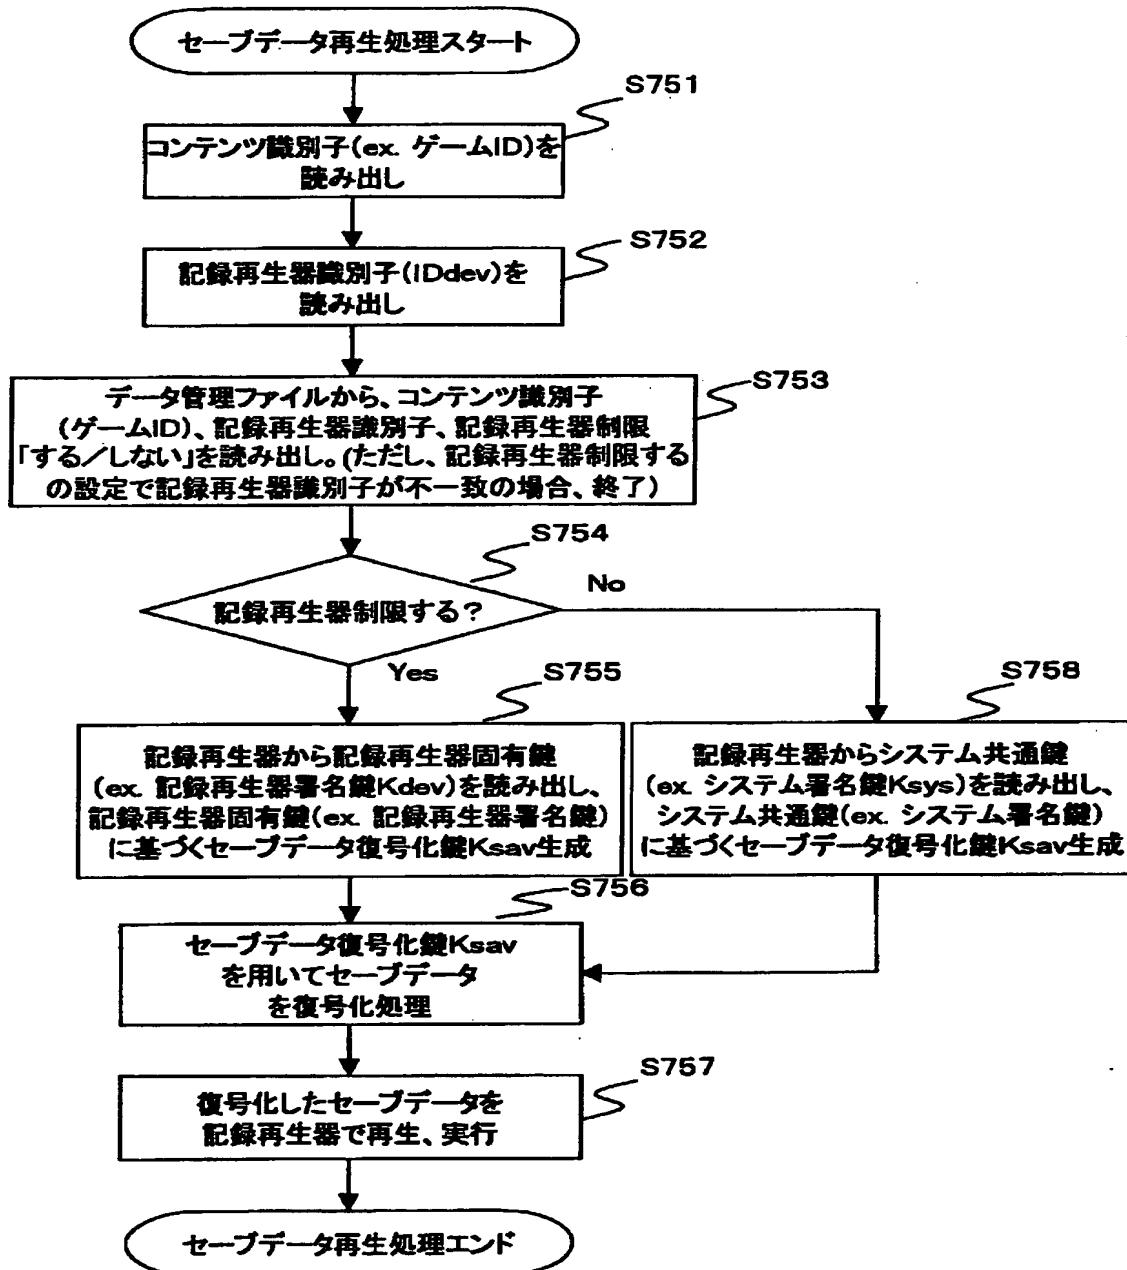 セーブデータ再生処理スタート
S751
コンテンツ識別子(ex. ゲームID)を
読み出し
S752
記録再生器識別子(IDdev)を
読み出し
S753
データ管理ファイルから、コンテンツ識別子
(ゲームID)、記録再生器識別子、記録再生器制限
「する／しない」を読み出し。(ただし、記録再生器制限する
の設定で記録再生器識別子が不一致の場合、終了)
S754
記録再生器制限する?
No
Yes
S755
記録再生器から記録再生器固有鍵
(ex. 記録再生器署名鍵Kdev)を読み出し、
記録再生器固有鍵(ex. 記録再生器署名鍵)
に基づくセーブデータ復号化鍵Ksav生成
S758
記録再生器からシステム共通鍵
(ex. システム署名鍵Ksys)を読み出し、
システム共通鍵(ex. システム署名鍵)
に基づくセーブデータ復号化鍵Ksav生成
S756
セーブデータ復号化鍵Ksav
を用いてセーブデータ
を復号化処理
S757
復号化したセーブデータを
記録再生器で再生、実行
セーブデータ再生処理エンド